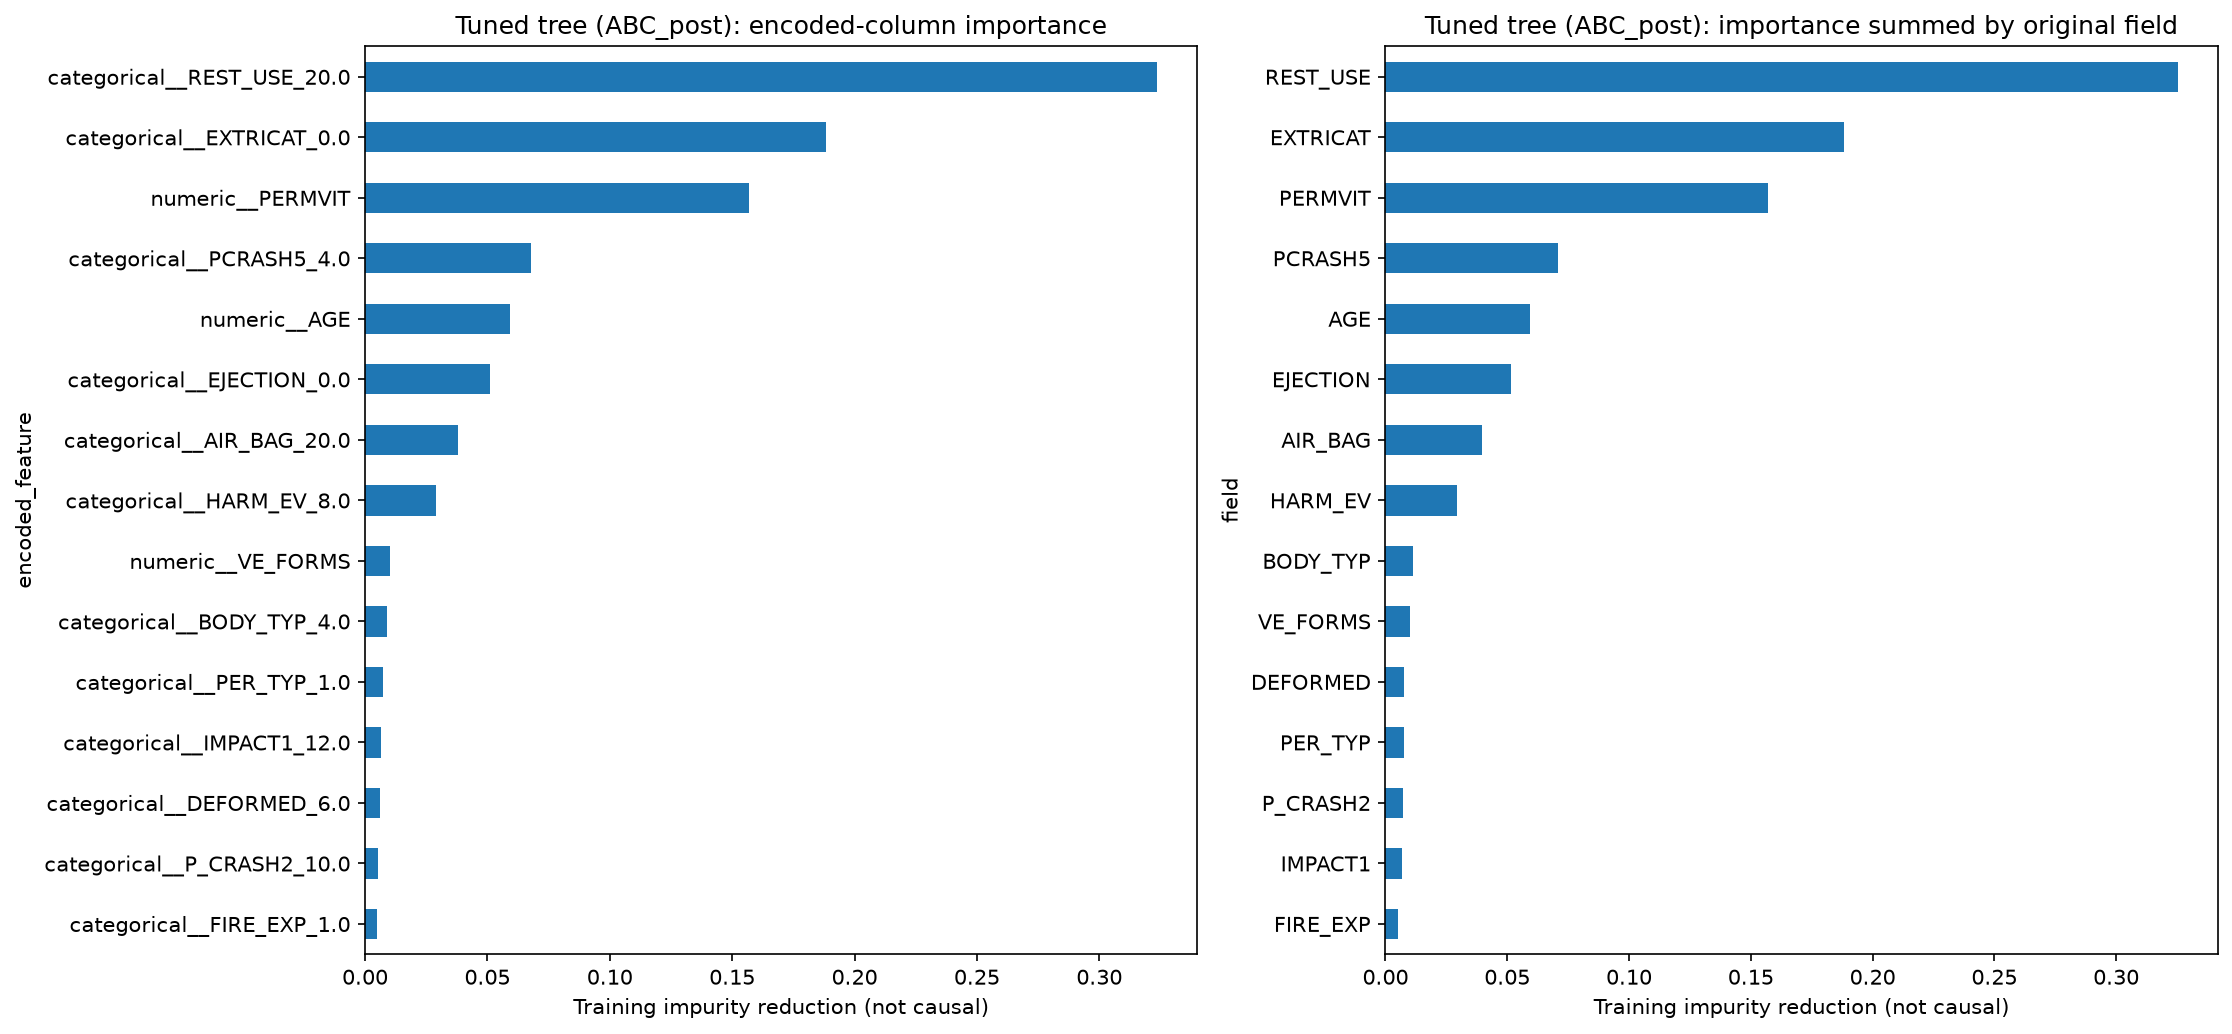 Tuned tree (ABC_post): encoded-column importance
encoded_feature
categorical__REST_USE_20.0
categorical__EXTRICAT_0.0
numeric__PERMVIT
categorical__PCRASH5_4.0
numeric__AGE
categorical__EJECTION_0.0
categorical__AIR_BAG_20.0
categorical__HARM_EV_8.0
numeric__VE_FORMS
categorical__BODY_TYP_4.0
categorical__PER_TYP_1.0
categorical__IMPACT1_12.0
categorical__DEFORMED_6.0
categorical__P_CRASH2_10.0
categorical__FIRE_EXP_1.0
0.00 0.05 0.10 0.15 0.20 0.25 0.30
Training impurity reduction (not causal)
Tuned tree (ABC_post): importance summed by original field
field
REST_USE
EXTRICAT
PERMVIT
PCRASH5
AGE
EJECTION
AIR_BAG
HARM_EV
BODY_TYP
VE_FORMS
DEFORMED
PER_TYP
P_CRASH2
IMPACT1
FIRE_EXP
0.00 0.05 0.10 0.15 0.20 0.25 0.30
Training impurity reduction (not causal)